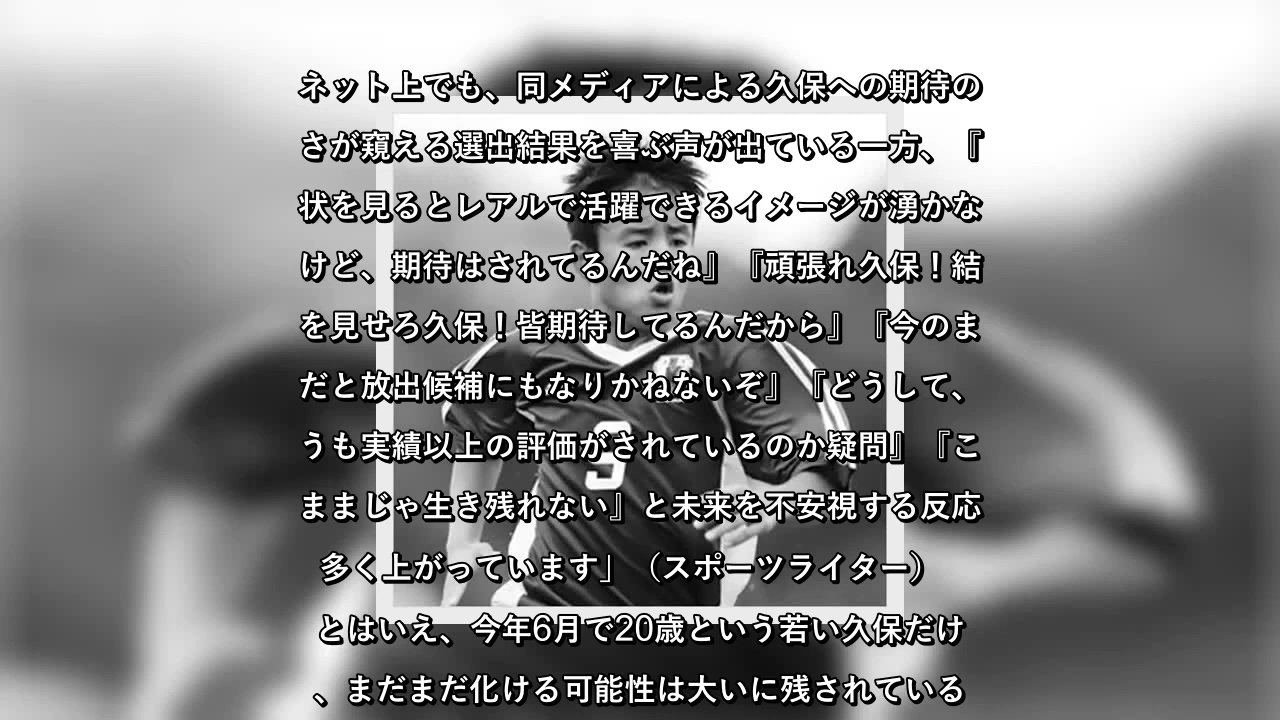 ネット上でも、同メディアによる久保への期待の
さが窺える選出結果を喜ぶ声が出ている一方、『
状を見るとレアルで活躍できるイメージが湧かな
けど、期待はされてるんだね』『頑張れ久保！結
を見せろ久保！皆期待してるんだから』『今のま
だと放出候補にもなりかねないぞ』『どうして、
うも実績以上の評価がされているのか疑問』『こ
ままじゃ生き残れない』と未来を不安視する反応
多く上がっています」（スポーツライター）
とはいえ、今年6月で20歳という若い久保だけ
、まだまだ化ける可能性は大いに残されている
9